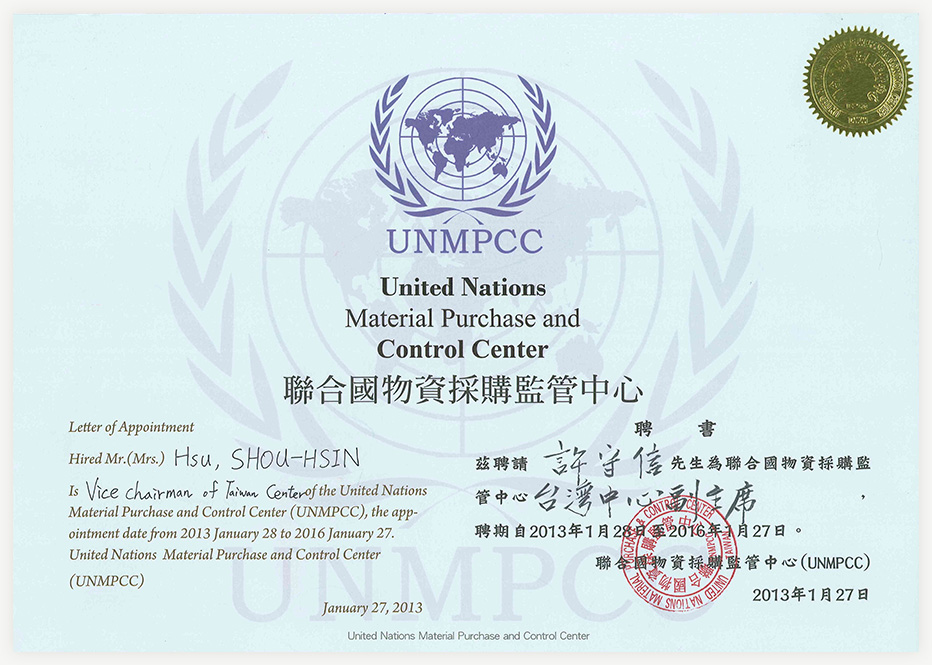 UNMPCC
United Nations
Material Purchase and
Control Center
聯合國物資採購監管中心
Letter of Appointment
Hired Mr.(Mrs.) Hsu, SHOU-HSIN
Is Vice chairman of Taiwan Center of the United Nations
Material Purchase and Control Center (UNMPCC), the app-
ointment date from 2013 January 28 to 2016 January 27.
United Nations Material Purchase and Control Center
(UNMPCC)
January 27, 2013
聘 書
茲聘請 許守信 先生為聯合國物資採購監
管中心 台灣中心副主席 ,
聘期自2013年1月28日至2016年1月27日。
聯合國物資採購監管中心(UNMPCC)
2013年1月27日
UNMPCC
United Nations Material Purchase and Control Center